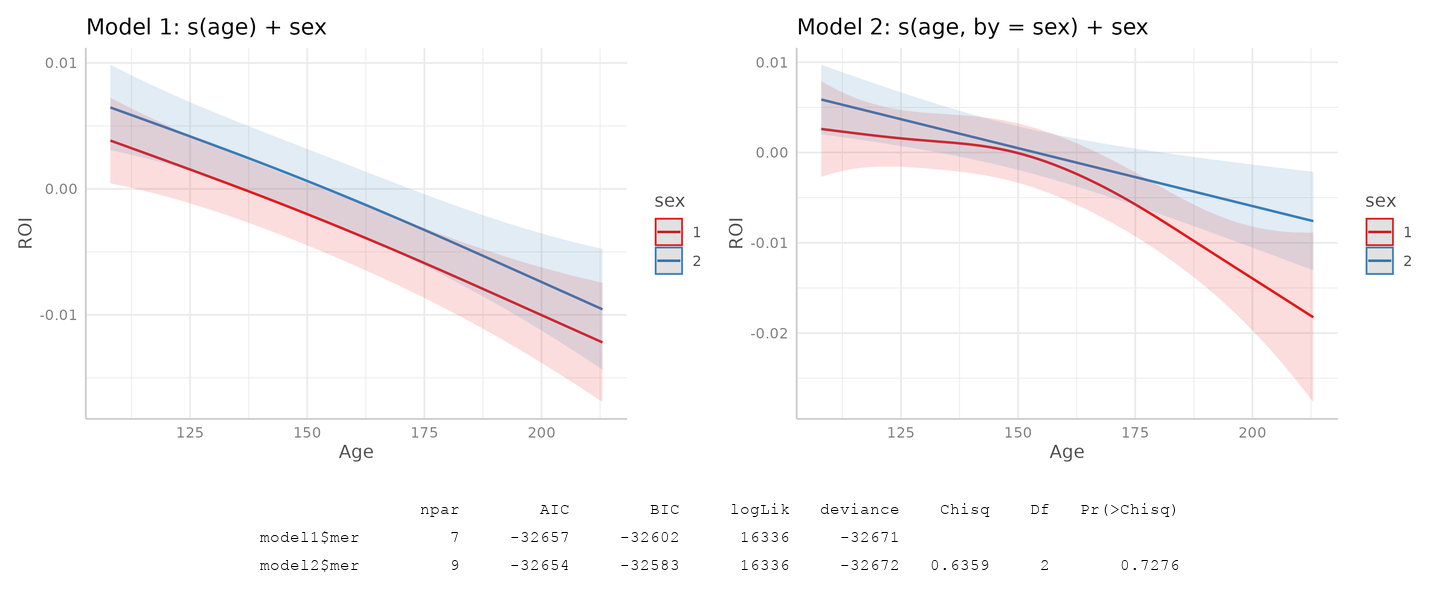 Model 1: s(age) + sex
0.01
0.00
-0.01
ROI
125 150 175 200
Age
sex
1
2
Model 2: s(age, by = sex) + sex
0.01
0.00
-0.01
-0.02
ROI
125 150 175 200
Age
sex
1
2
npar AIC BIC logLik deviance Chisq Df Pr(>Chisq)
model1$mer 7 -32657 -32602 16336 -32671
model2$mer 9 -32654 -32583 16336 -32672 0.6359 2 0.7276